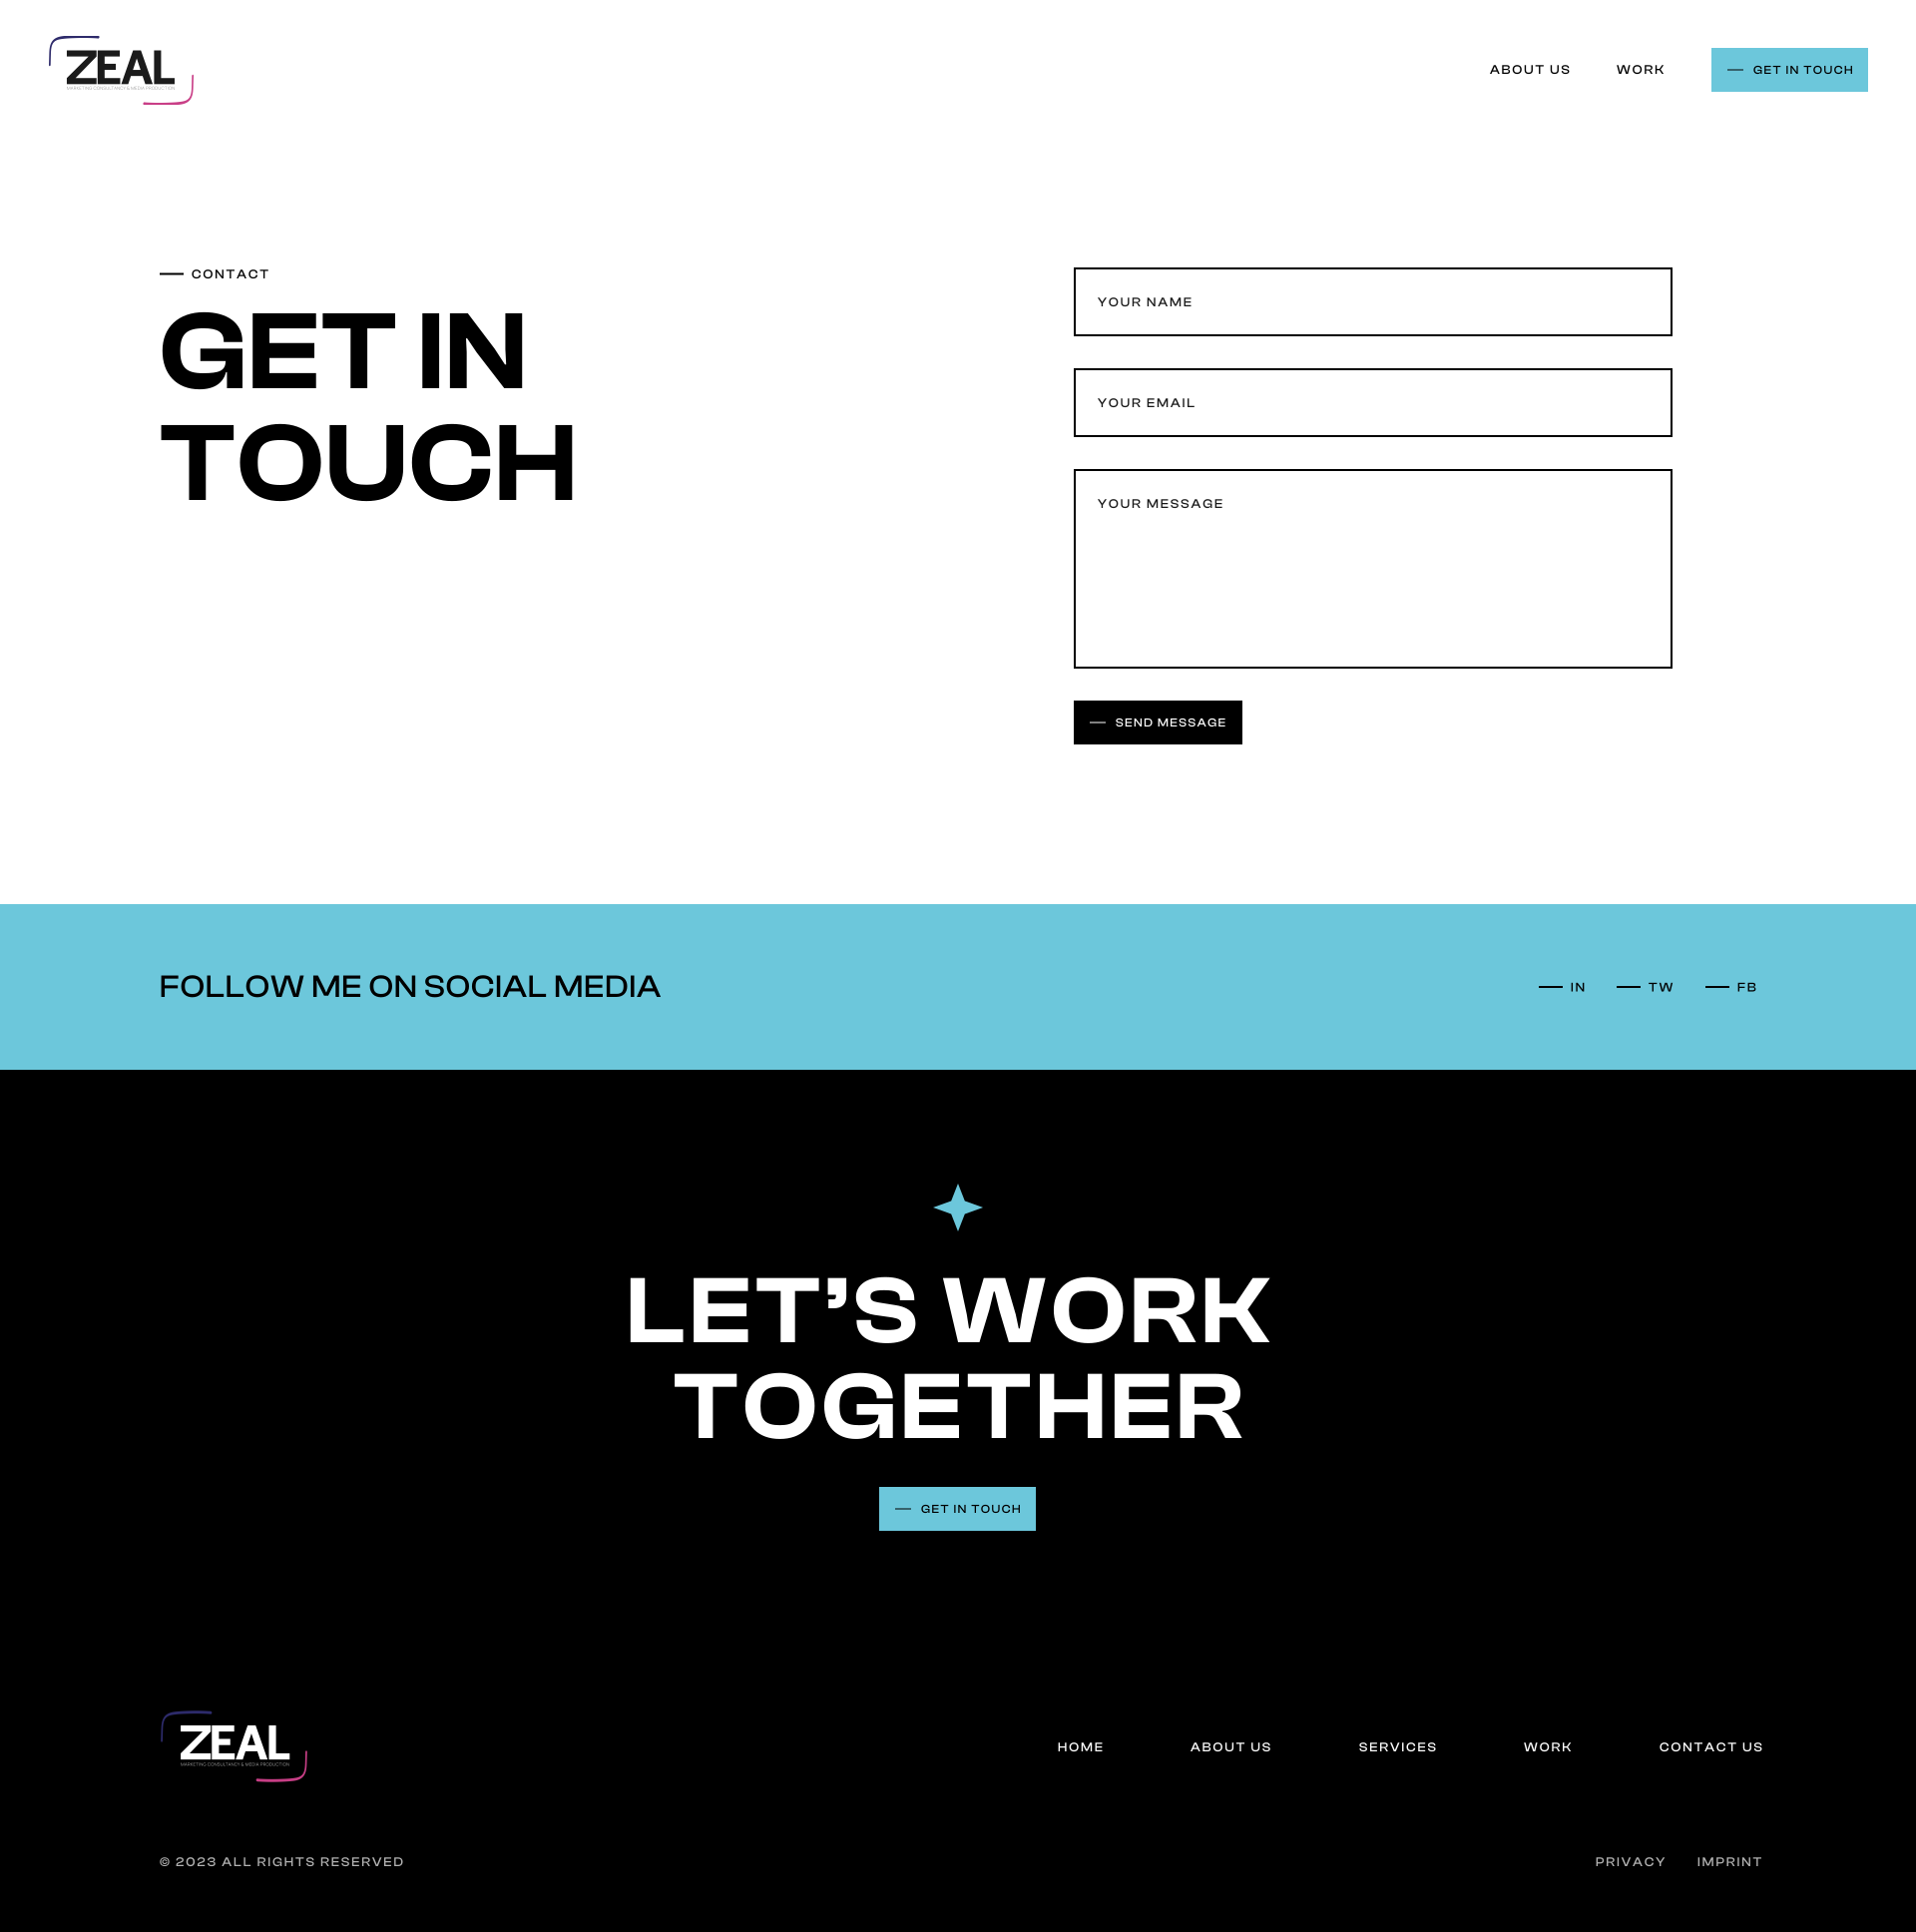 ZEAL
MARKETING CONSULTANCY & MEDIA PRODUCTION
ABOUT US
WORK
GET IN TOUCH
CONTACT
GET IN
TOUCH
YOUR NAME
YOUR EMAIL
YOUR MESSAGE
SEND MESSAGE
FOLLOW ME ON SOCIAL MEDIA
IN
TW
FB
LET’S WORK
TOGETHER
GET IN TOUCH
ZEAL
MARKETING CONSULTANCY & MEDIA PRODUCTION
HOME
ABOUT US
SERVICES
WORK
CONTACT US
© 2023 ALL RIGHTS RESERVED
PRIVACY
IMPRINT